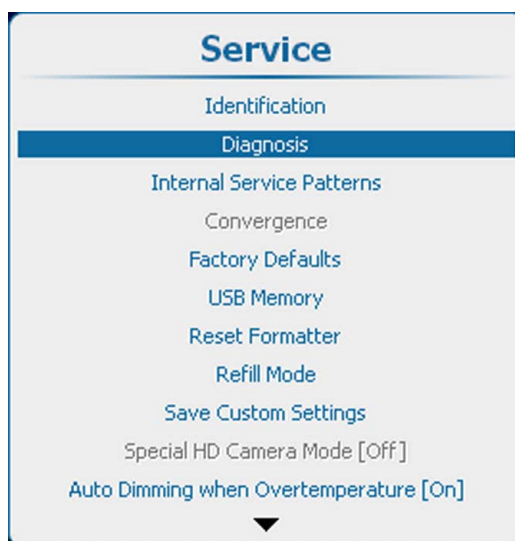 Service
Identification
Diagnosis
Internal Service Patterns
Convergence
Factory Defaults
USB Memory
Reset Formatter
Refill Mode
Save Custom Settings
Special HD Camera Mode [Off]
Auto Dimming when Overtemperature [On]